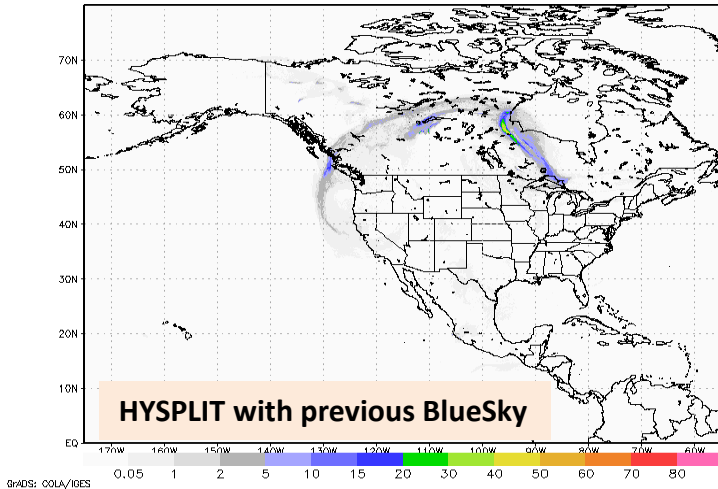 70N
60N
50N
40N
30N
20N
10N
EQ
HYSPLIT with previous BlueSky
170W 160W 150W 140W 130W 120W 110W 100W 90W 80W 70W 60W
0.05 1 2 5 10 15 20 30 40 50 60 70 80
GrADS: COLA/IGES